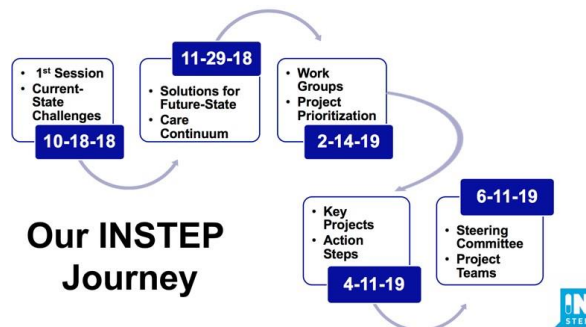 • 1st Session
• Current-
State
Challenges
10-18-18
11-29-18
• Solutions for
Future-State
• Care
Continuum
• Work
Groups
• Project
Prioritization
2-14-19
• Key
Projects
• Action
Steps
4-11-19
6-11-19
• Steering
Committee
• Project
Teams
Our INSTEP
Journey